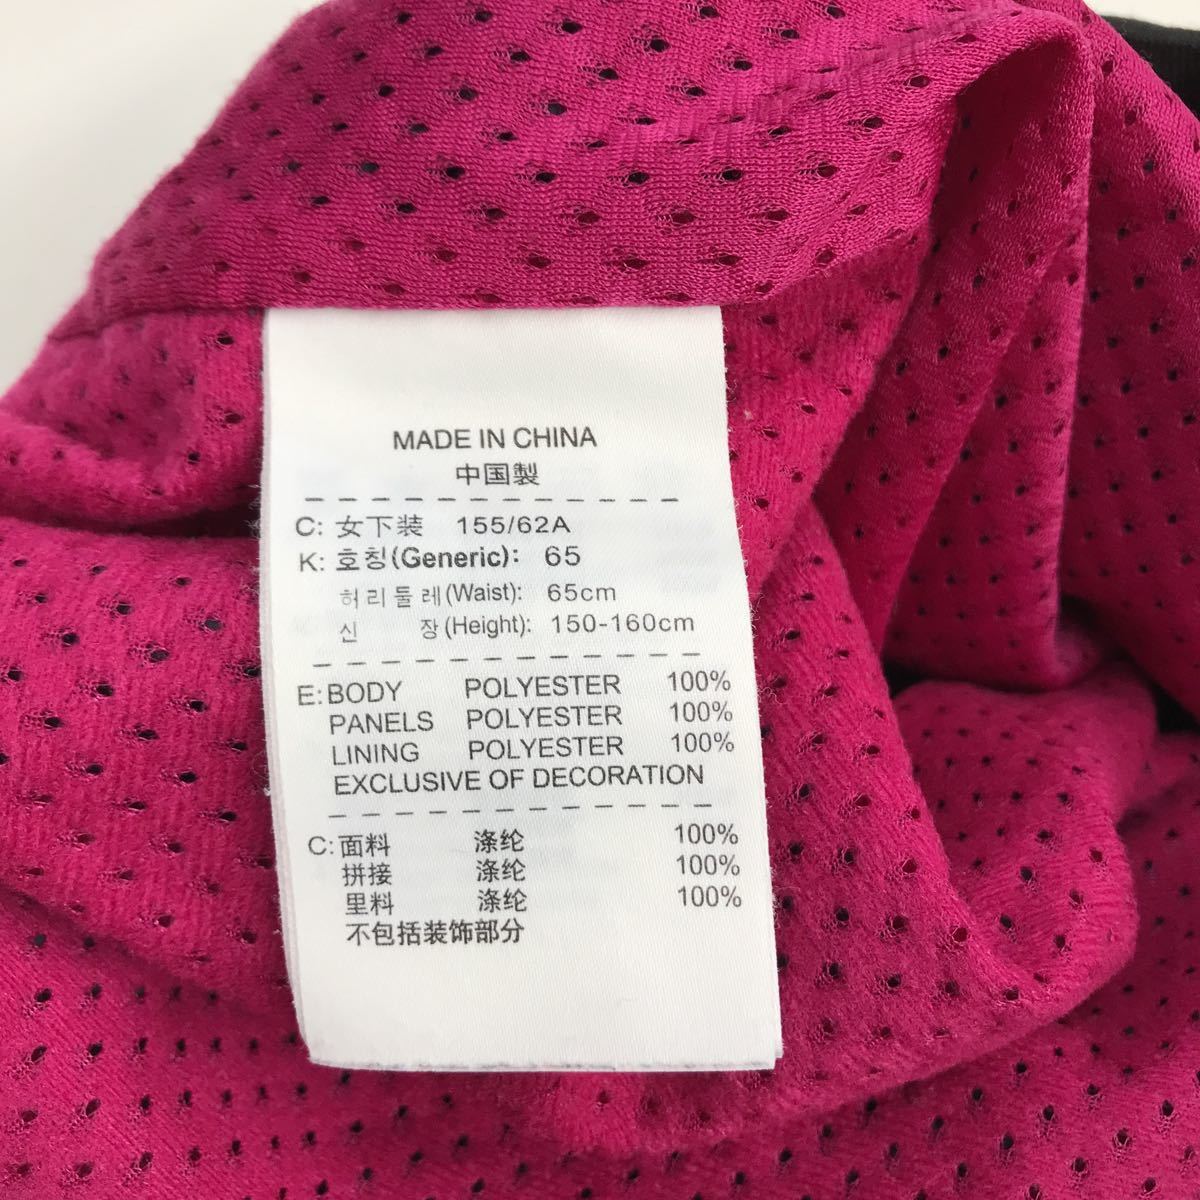 MADE IN CHINA
中国製
C: 女下装 155/62A
K: 호칭(Generic): 65
허리둘레(Waist): 65cm
신 장(Height): 150-160cm
E: BODY POLYESTER 100%
PANELS POLYESTER 100%
LINING POLYESTER 100%
EXCLUSIVE OF DECORATION
C: 面料 涤纶 100%
拼接 涤纶 100%
里料 涤纶 100%
不包括装饰部分